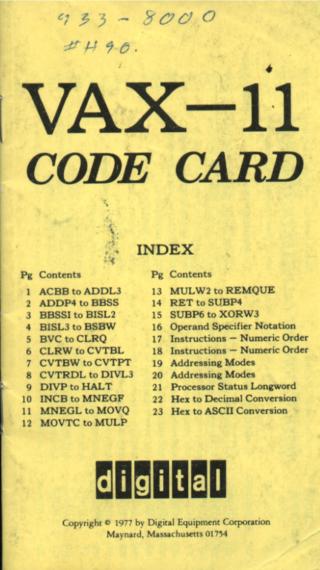 933-8000
#H90.
VAX-11
CODE CARD
INDEX
Pg Contents
1 ACBB to ADDL3
2 ADDP4 to BBSS
3 BBSSI to BISL2
4 BISL3 to BSBW
5 BVC to CLRQ
6 CLRW to CVTBL
7 CVTBW to CVTPT
8 CVTRDL to DIVL3
9 DIVP to HALT
10 INCB to MNEGF
11 MNEGL to MOVQ
12 MOVTC to MULP
Pg Contents
13 MULW2 to REMQUE
14 RET to SUBP4
15 SUBP6 to XORW3
16 Operand Specifier Notation
17 Instructions — Numeric Order
18 Instructions — Numeric Order
19 Addressing Modes
20 Addressing Modes
21 Processor Status Longword
22 Hex to Decimal Conversion
23 Hex to ASCII Conversion
digital
Copyright © 1977 by Digital Equipment Corporation
Maynard, Massachusetts 01754